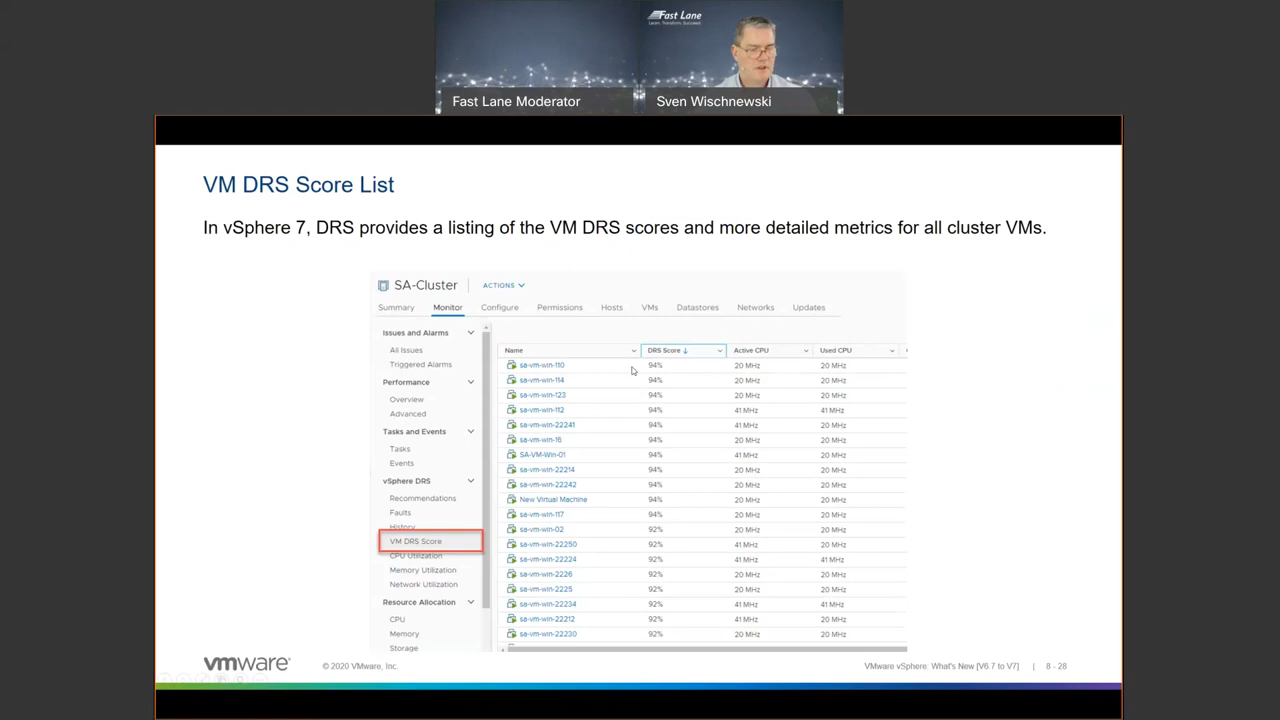 Fast Lane
Learn. Transform. Succeed.
Fast Lane Moderator
Sven Wischnewski
VM DRS Score List
In vSphere 7, DRS provides a listing of the VM DRS scores and more detailed metrics for all cluster VMs.
SA-Cluster ACTIONS
Summary Monitor Configure Permissions Hosts VMs Datastores Networks Updates
Issues and Alarms
All Issues
Triggered Alarms
Performance
Overview
Advanced
Tasks and Events
Tasks
Events
vSphere DRS
Recommendations
Faults
History
VM DRS Score
CPU Utilization
Memory Utilization
Network Utilization
Resource Allocation
CPU
Memory
Storage
Name DRS Score Active CPU Used CPU
sa-vm-win-110 94% 20 MHz 20 MHz
sa-vm-win-114 94% 20 MHz 20 MHz
sa-vm-win-123 94% 20 MHz 20 MHz
sa-vm-win-112 94% 41 MHz 41 MHz
sa-vm-win-22241 94% 20 MHz 20 MHz
sa-vm-win-16 94% 20 MHz 20 MHz
SA-VM-Win-01 94% 41 MHz 20 MHz
sa-vm-win-22214 94% 20 MHz 20 MHz
sa-vm-win-22242 94% 20 MHz 20 MHz
New Virtual Machine 94% 20 MHz 20 MHz
sa-vm-win-117 94% 20 MHz 20 MHz
sa-vm-win-02 92% 20 MHz 20 MHz
sa-vm-win-22250 92% 41 MHz 20 MHz
sa-vm-win-22224 92% 41 MHz 41 MHz
sa-vm-win-2226 92% 20 MHz 20 MHz
sa-vm-win-2225 92% 20 MHz 20 MHz
sa-vm-win-22234 92% 41 MHz 41 MHz
sa-vm-win-22212 92% 41 MHz 20 MHz
sa-vm-win-22230 92% 20 MHz 20 MHz
vmware® © 2020 VMware, Inc. VMware vSphere: What's New [V6.7 to V7] | 8 - 28